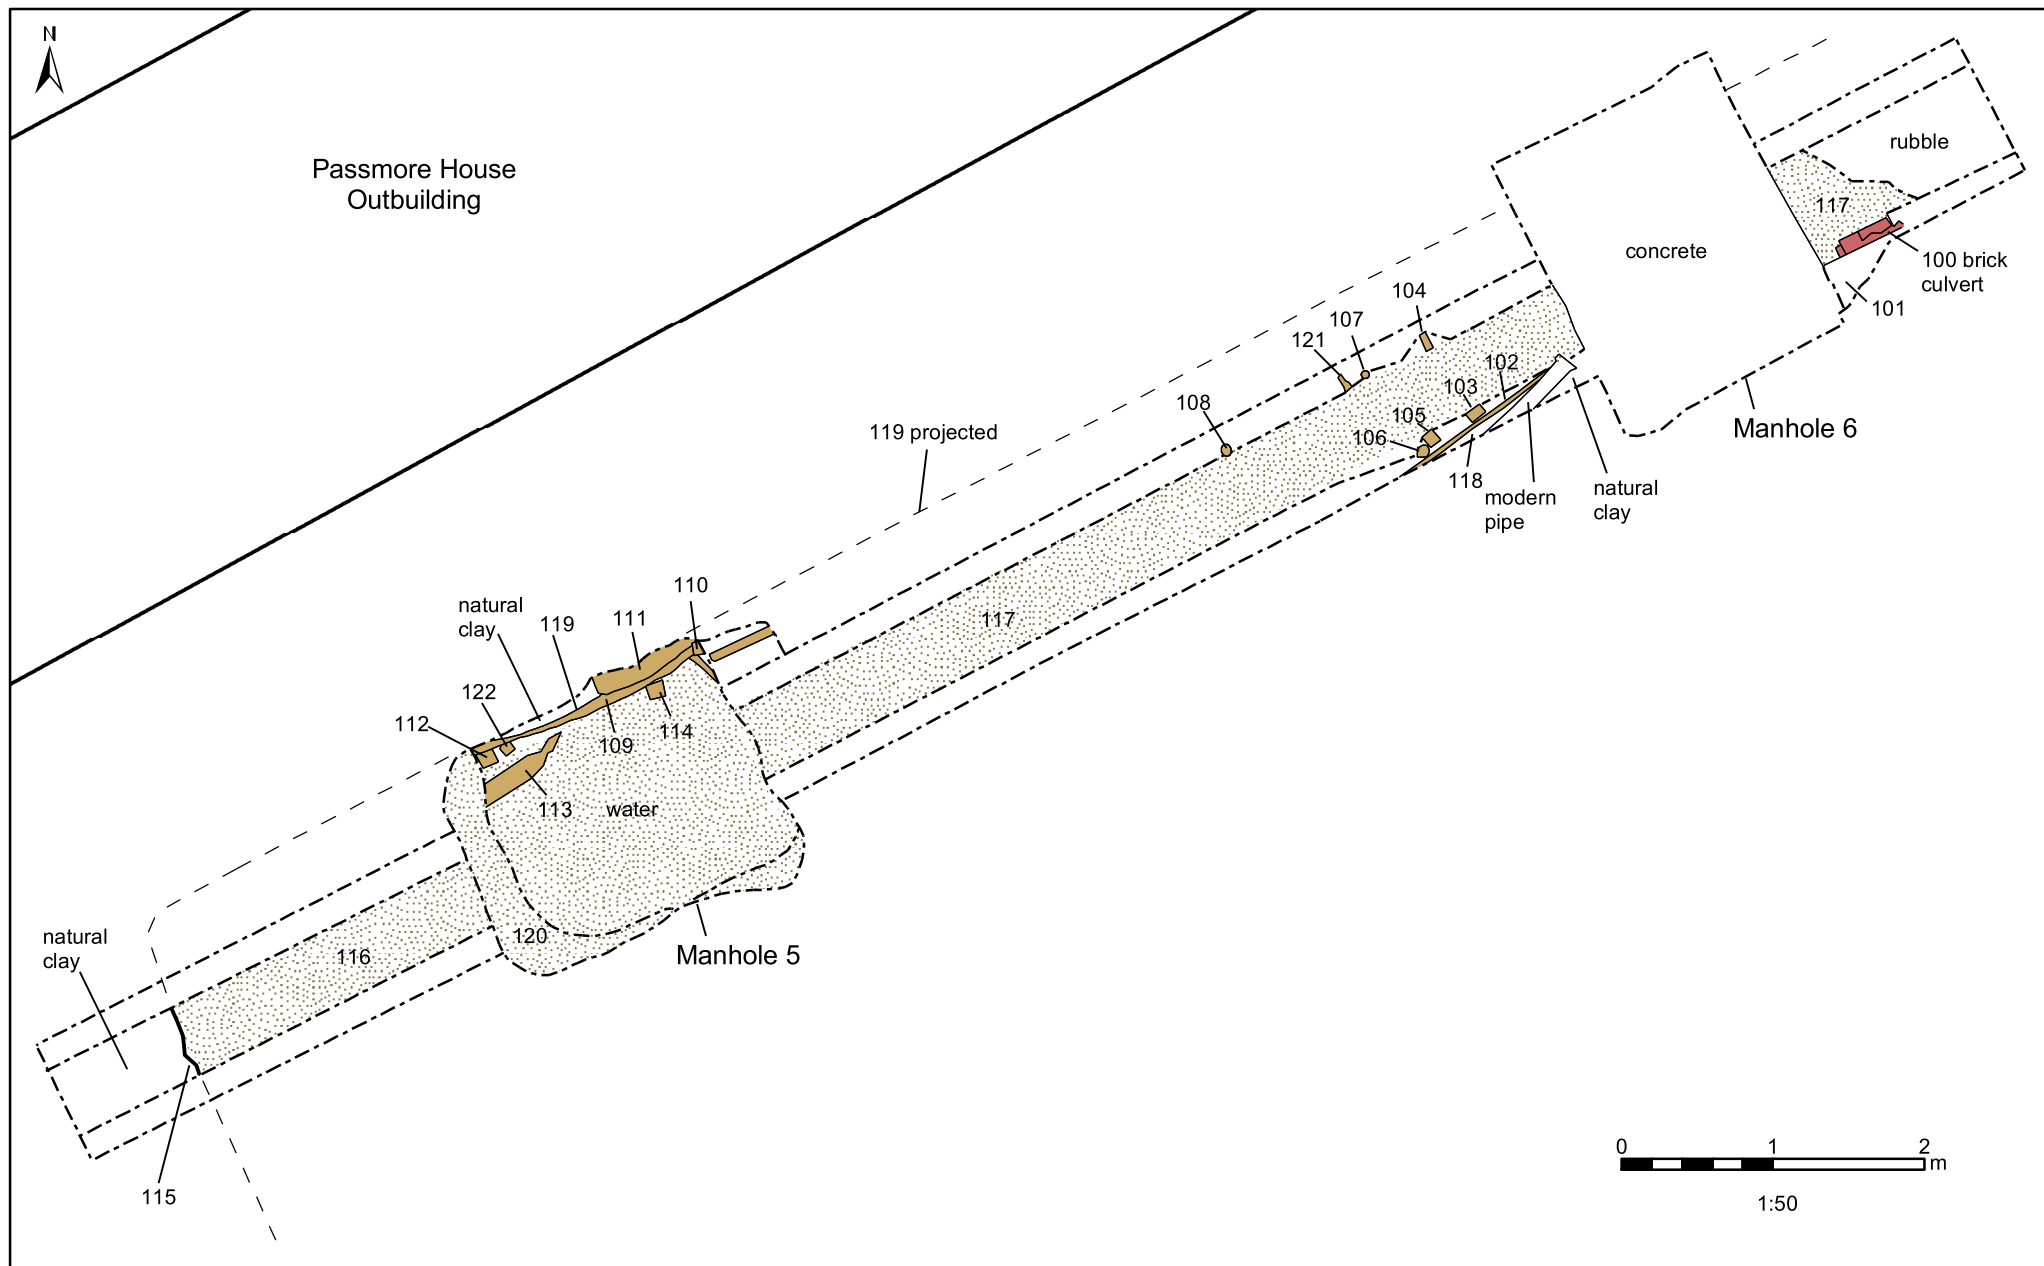 N
Passmore House
Outbuilding
rubble
117
concrete
100 brick
culvert
101
104
107
121
102
103
108
105
106
119 projected
Manhole 6
118
modern
pipe
natural
clay
110
natural
clay
119
111
117
122
112
114
109
113
water
natural
clay
116
120
Manhole 5
115
0
1
2
m
1:50